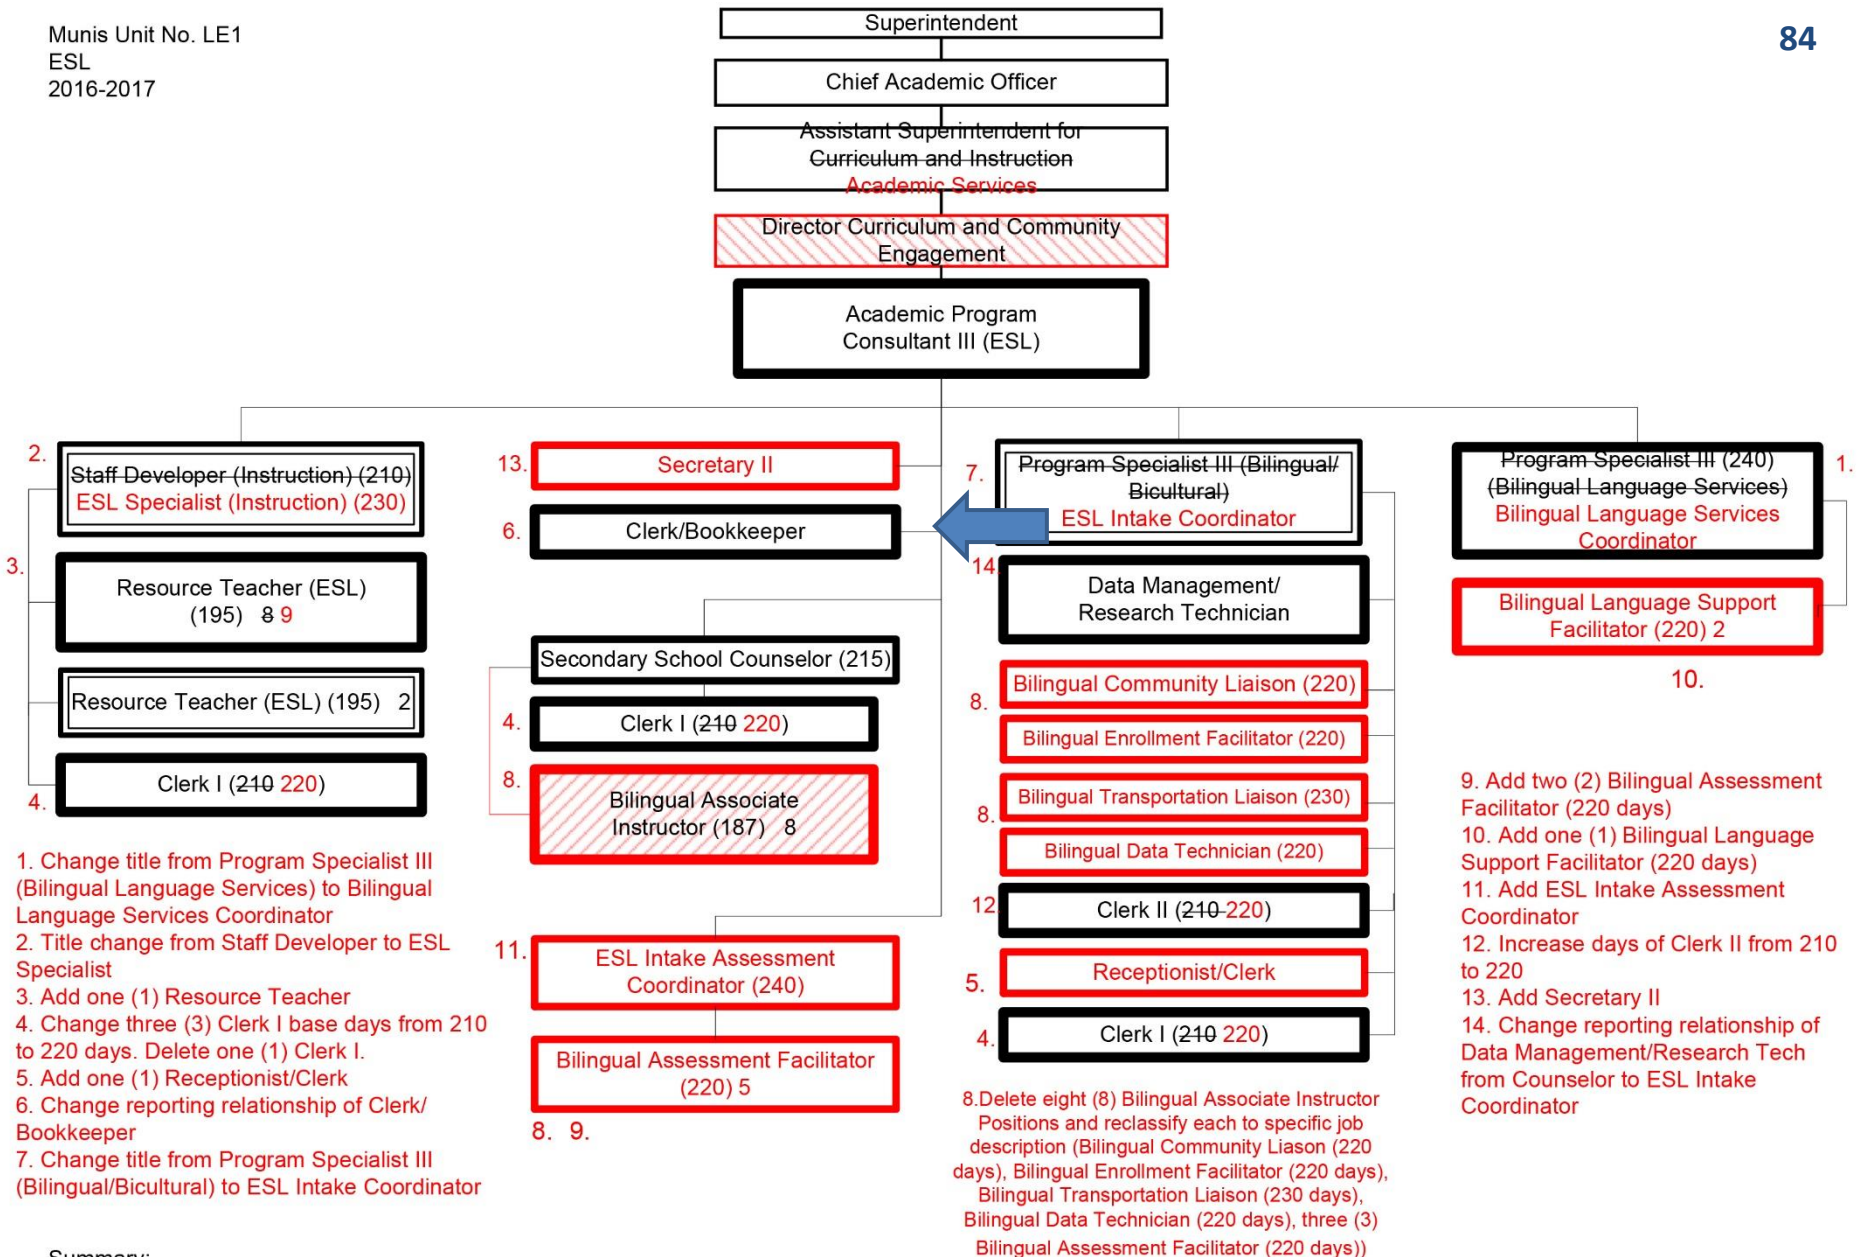 Munis Unit No. LE1
ESL
2016-2017
84
Superintendent
Chief Academic Officer
Assistant Superintendent for
Curriculum and Instruction
Academic Services
Director Curriculum and Community
Engagement
Academic Program
Consultant III (ESL)
2.
Staff Developer (Instruction) (210)
ESL Specialist (Instruction) (230)
3.
Resource Teacher (ESL)
(195) 8 9
Resource Teacher (ESL) (195) 2
4.
Clerk I (210 220)
13.
Secretary II
6.
Clerk/Bookkeeper
Secondary School Counselor (215)
4.
Clerk I (210 220)
8.
Bilingual Associate
Instructor (187) 8
11.
ESL Intake Assessment
Coordinator (240)
Bilingual Assessment Facilitator
(220) 5
8. 9.
7.
Program Specialist III (Bilingual/
Bicultural)
ESL Intake Coordinator
14.
Data Management/
Research Technician
8.
Bilingual Community Liaison (220)
Bilingual Enrollment Facilitator (220)
8.
Bilingual Transportation Liaison (230)
Bilingual Data Technician (220)
12.
Clerk II (210 220)
5.
Receptionist/Clerk
4.
Clerk I (210 220)
1.
Program Specialist III (240)
(Bilingual Language Services)
Bilingual Language Services
Coordinator
Bilingual Language Support
Facilitator (220) 2
10.
1. Change title from Program Specialist III
(Bilingual Language Services) to Bilingual
Language Services Coordinator
2. Title change from Staff Developer to ESL
Specialist
3. Add one (1) Resource Teacher
4. Change three (3) Clerk I base days from 210
to 220 days. Delete one (1) Clerk I.
5. Add one (1) Receptionist/Clerk
6. Change reporting relationship of Clerk/
Bookkeeper
7. Change title from Program Specialist III
(Bilingual/Bicultural) to ESL Intake Coordinator
8.Delete eight (8) Bilingual Associate Instructor
Positions and reclassify each to specific job
description (Bilingual Community Liason (220
days), Bilingual Enrollment Facilitator (220 days),
Bilingual Transportation Liaison (230 days),
Bilingual Data Technician (220 days), three (3)
Bilingual Assessment Facilitator (220 days))
9. Add two (2) Bilingual Assessment
Facilitator (220 days)
10. Add one (1) Bilingual Language
Support Facilitator (220 days)
11. Add ESL Intake Assessment
Coordinator
12. Increase days of Clerk II from 210
to 220
13. Add Secretary II
14. Change reporting relationship of
Data Management/Research Tech
from Counselor to ESL Intake
Coordinator
Summary: